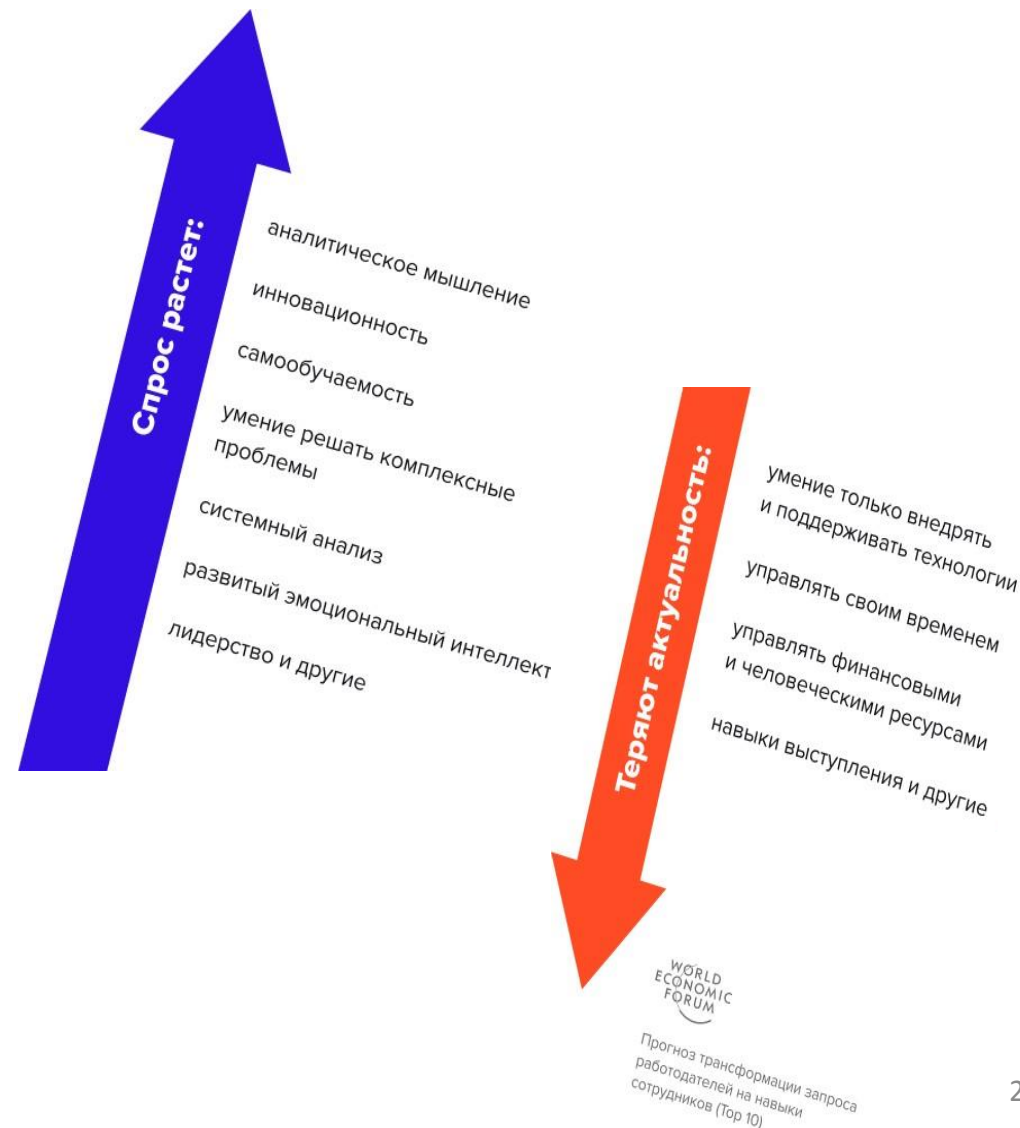 Спрос растет:
аналитическое мышление
инновационность
самообучаемость
умение решать комплексные
проблемы
системный анализ
развитый эмоциональный интеллект
лидерство и другие
Теряют актуальность:
умение только внедрять
и поддерживать технологии
управлять своим временем
управлять финансовыми
и человеческими ресурсами
навыки выступления и другие
WORLD
ECONOMIC
FORUM
Прогноз трансформации запроса
работодателей на навыки
сотрудников (Top 10)
2